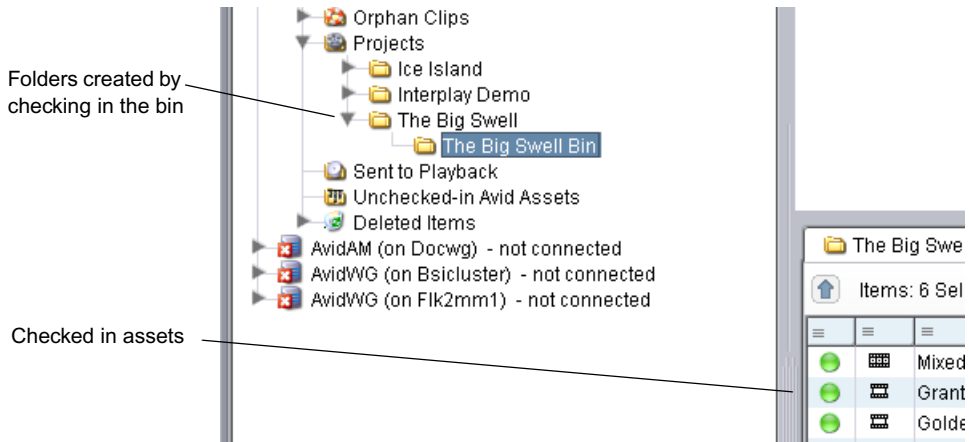 Orphan Clips
Projects
Folders created by
checking in the bin
Ice Island
Interplay Demo
The Big Swell
The Big Swell Bin
Sent to Playback
Unchecked-in Avid Assets
Deleted Items
AvidAM (on Docwg) - not connected
AvidWG (on Bsicluster) - not connected
AvidWG (on Flk2mm1) - not connected
The Big Swe
Items: 6 Sel
Checked in assets
Mixed
Grant
Golde